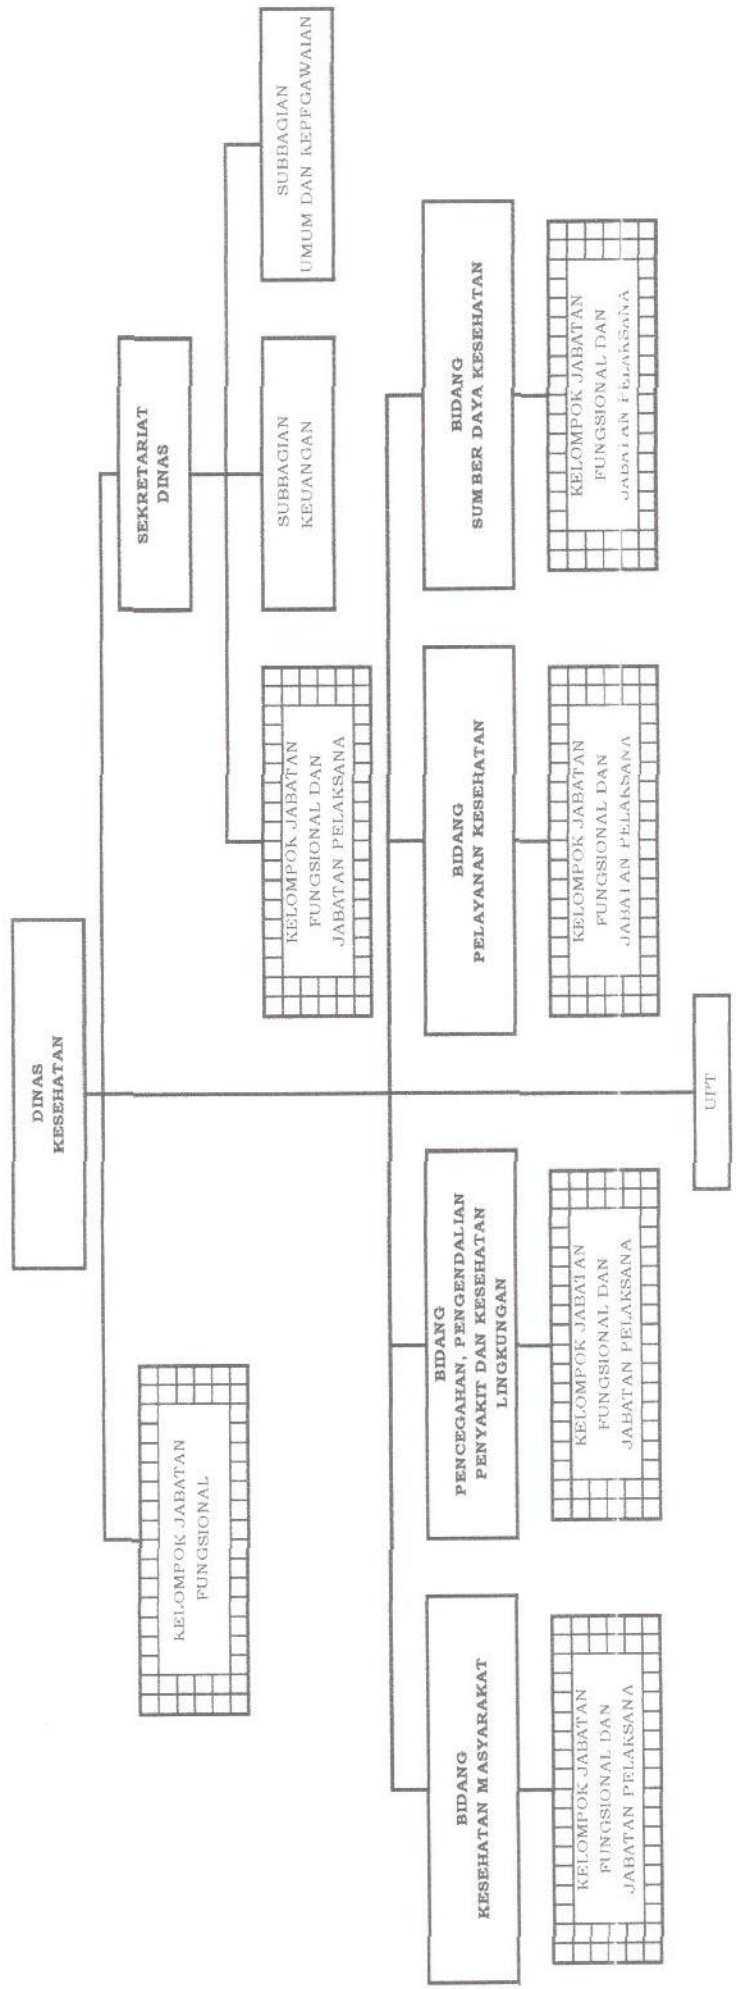 DINAS
KESEHATAN
KELOMPOK JABATAN
FUNGSIONAL
SEKRETARIAT
DINAS
KELOMPOK JABATAN
FUNGSIONAL DAN
JABATAN PELAKSANA
SUBBAGIAN
KEUANGAN
SUBBAGIAN
UMUM DAN KEPEGAWAIAN
BIDANG
KESEHATAN MASYARAKAT
BIDANG
PENCEGAHAN, PENGENDALIAN
PENYAKIT DAN KESEHATAN
LINGKUNGAN
BIDANG
PELAYANAN KESEHATAN
BIDANG
SUMBER DAYA KESEHATAN
KELOMPOK JABATAN
FUNGSIONAL DAN
JABATAN PELAKSANA
KELOMPOK JABATAN
FUNGSIONAL DAN
JABATAN PELAKSANA
KELOMPOK JABATAN
FUNGSIONAL DAN
JABATAN PELAKSANA
KELOMPOK JABATAN
FUNGSIONAL DAN
JABATAN PELAKSANA
UPT